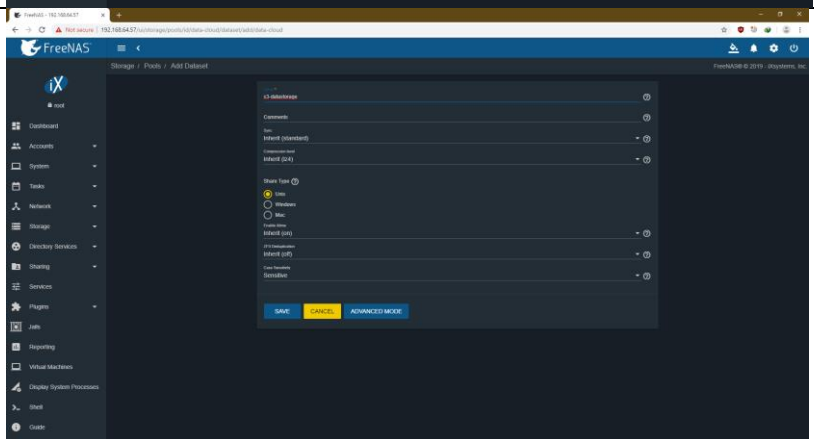 FreeNAS - 192.168.64.57
Not secure | 192.168.64.57/ui/storage/pools/id/data-cloud/dataset/add/data-cloud
FreeNAS
Storage / Pools / Add Dataset
FreeNAS® © 2019 - iXsystems, Inc.
iX
root
Dashboard
Accounts
System
Tasks
Network
Storage
Directory Services
Sharing
Services
Plugins
Jails
Reporting
Virtual Machines
Display System Processes
Shell
Guide
s3-datastorage
Comments
Sync
Inherit (standard)
Compression level
Inherit (lz4)
Share Type
Unix
Windows
Mac
Enable Atime
Inherit (on)
ZFS Deduplication
Inherit (off)
Case Sensitivity
Sensitive
SAVE
CANCEL
ADVANCED MODE